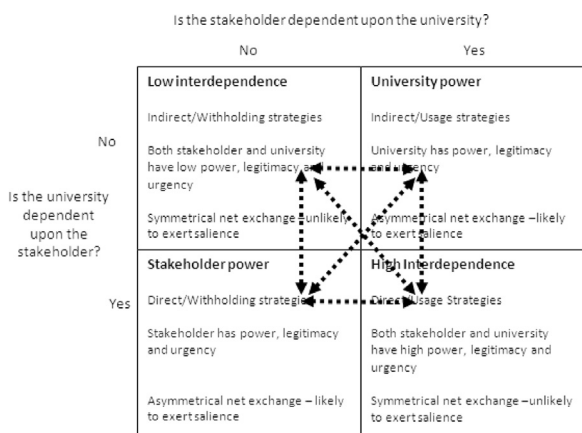 Is the stakeholder dependent upon the university?
No
Yes
No
Is the university
dependent
upon the
stakeholder?
Yes
Low interdependence
Indirect/Withholding strategies
Both stakeholder and university
have low power, legitimacy and
urgency
Symmetrical net exchange –unlikely
to exert salience
University power
Indirect/Usage strategies
University has power, legitimacy
and urgency
Asymmetrical net exchange –likely
to exert salience
Stakeholder power
Direct/Withholding strategies
Stakeholder has power, legitimacy
and urgency
Asymmetrical net exchange – likely
to exert salience
High Interdependence
Direct/Usage Strategies
Both stakeholder and university
have high power, legitimacy and
urgency
Symmetrical net exchange –unlikely
to exert salience